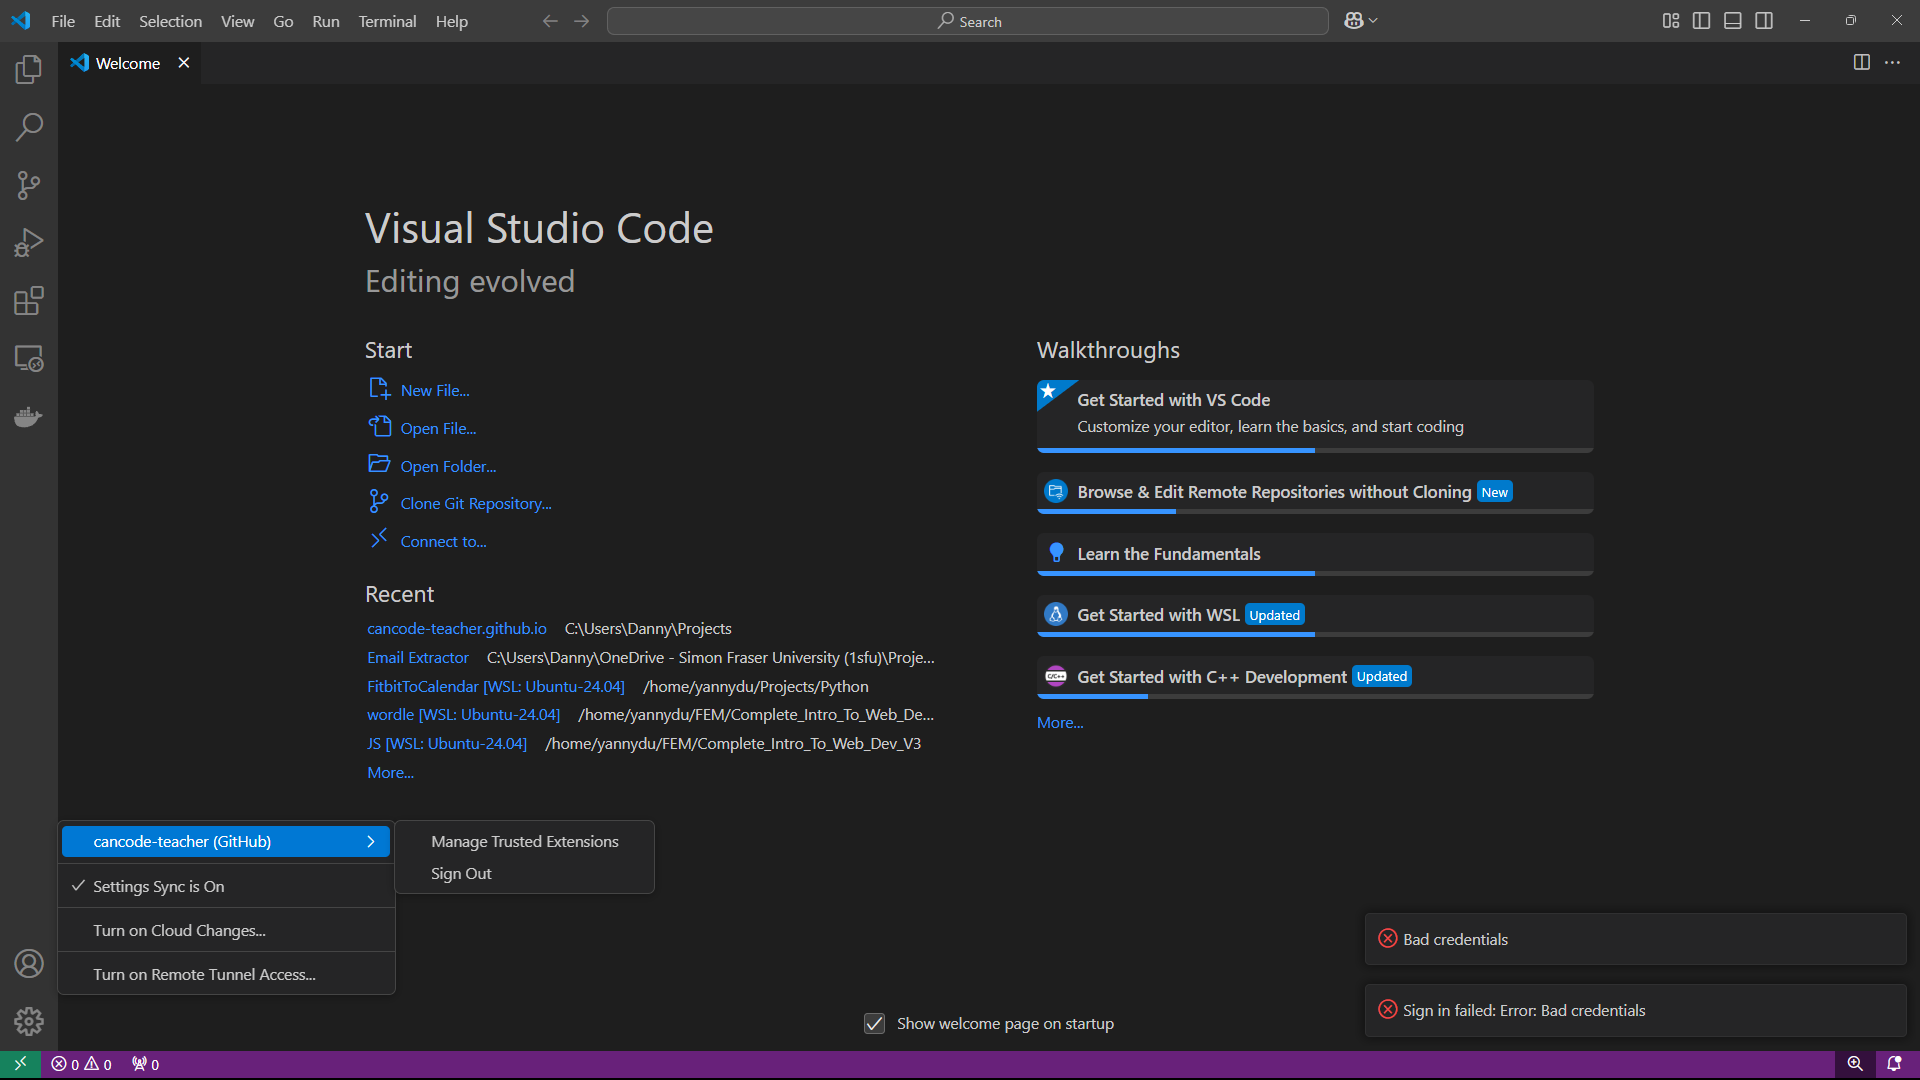 File Edit Selection View Go Run Terminal Help
Search
Welcome
Visual Studio Code
Editing evolved
Start
New File...
Open File...
Open Folder...
Clone Git Repository...
Connect to...
Recent
cancode-teacher.github.io C:\Users\Danny\Projects
Email Extractor C:\Users\Danny\OneDrive - Simon Fraser University (1sfu)\Proje...
FitbitToCalendar [WSL: Ubuntu-24.04] /home/yannydu/Projects/Python
wordle [WSL: Ubuntu-24.04] /home/yannydu/FEM/Complete_Intro_To_Web_De...
JS [WSL: Ubuntu-24.04] /home/yannydu/FEM/Complete_Intro_To_Web_Dev_V3
More...
Walkthroughs
Get Started with VS Code
Customize your editor, learn the basics, and start coding
Browse & Edit Remote Repositories without Cloning New
Learn the Fundamentals
Get Started with WSL Updated
C/C++ Get Started with C++ Development Updated
More...
cancode-teacher (GitHub)
Settings Sync is On
Turn on Cloud Changes...
Turn on Remote Tunnel Access...
Manage Trusted Extensions
Sign Out
Bad credentials
Sign in failed: Error: Bad credentials
Show welcome page on startup
0 0 0